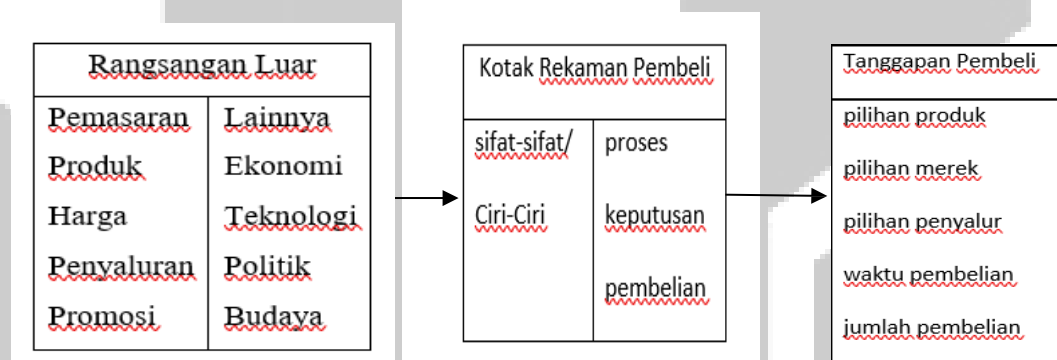 Rangsangan Luar
Pemasaran Lainnya
Produk Ekonomi
Harga Teknologi
Penyaluran Politik
Promosi Budaya
Kotak Rekaman Pembeli
sifat-sifat/ proses
Ciri-Ciri keputusan
pembelian
Tanggapan Pembeli
pilihan produk
pilihan merek
pilihan penyalur
waktu pembelian
jumlah pembelian